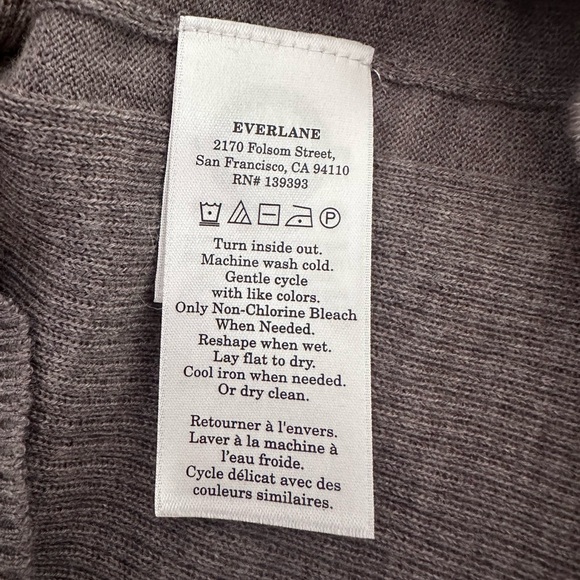 EVERLANE
2170 Folsom Street,
San Francisco, CA 94110
RN# 139393
P
Turn inside out.
Machine wash cold.
Gentle cycle
with like colors.
Only Non-Chlorine Bleach
When Needed.
Reshape when wet.
Lay flat to dry.
Cool iron when needed.
Or dry clean.
Retourner à l'envers.
Laver à la machine à
l'eau froide.
Cycle délicat avec des
couleurs similaires.